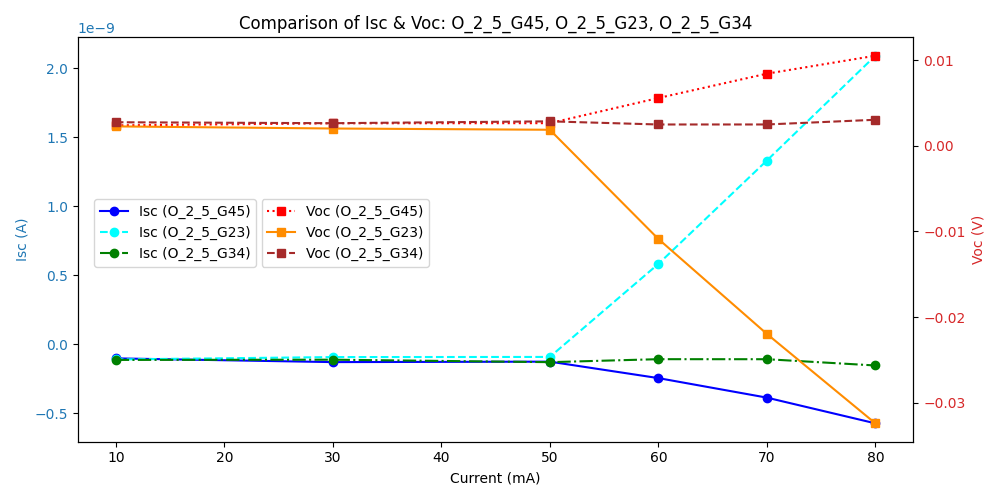 Comparison of Isc & Voc: O_2_5_G45, O_2_5_G23, O_2_5_G34
1e−9
2.0
1.5
1.0
0.5
0.0
−0.5
Isc (A)
Isc (O_2_5_G45)
Isc (O_2_5_G23)
Isc (O_2_5_G34)
Voc (O_2_5_G45)
Voc (O_2_5_G23)
Voc (O_2_5_G34)
0.01
0.00
−0.01
−0.02
−0.03
Voc (V)
10 20 30 40 50 60 70 80
Current (mA)